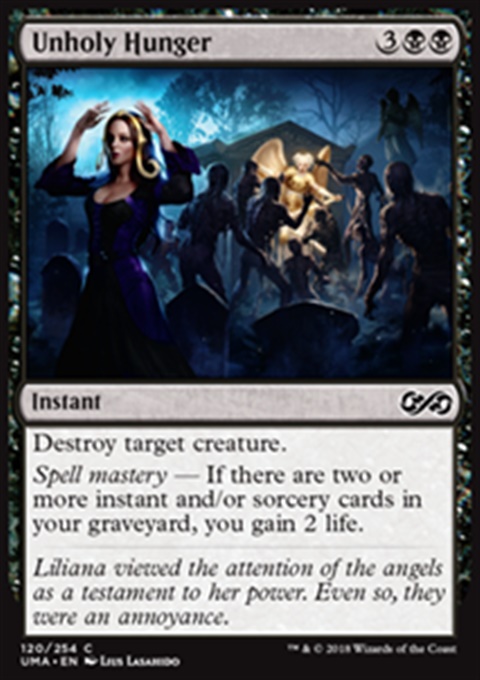 Unholy Hunger 3
Instant
Destroy target creature.
Spell mastery — If there are two or
more instant and/or sorcery cards in
your graveyard, you gain 2 life.
Liliana viewed the attention of the angels
as a testament to her power. Even so, they
were an annoyance.
120/254 C
™ & © 2018 Wizards of the Coast
UMA • EN Lius Lasahido